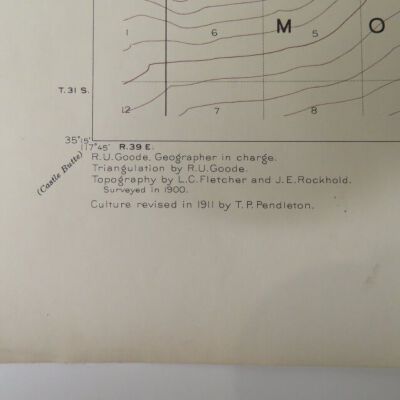 M O
1 6 5
T.31 S.
12 7 8
35°15'
117°45' R.39 E.
(Castle Butte)
R.U.Goode, Geographer in charge.
Triangulation by R.U.Goode.
Topography by L.C.Fletcher and J.E.Rockhold.
Surveyed in 1900.
Culture revised in 1911 by T.P.Pendleton.